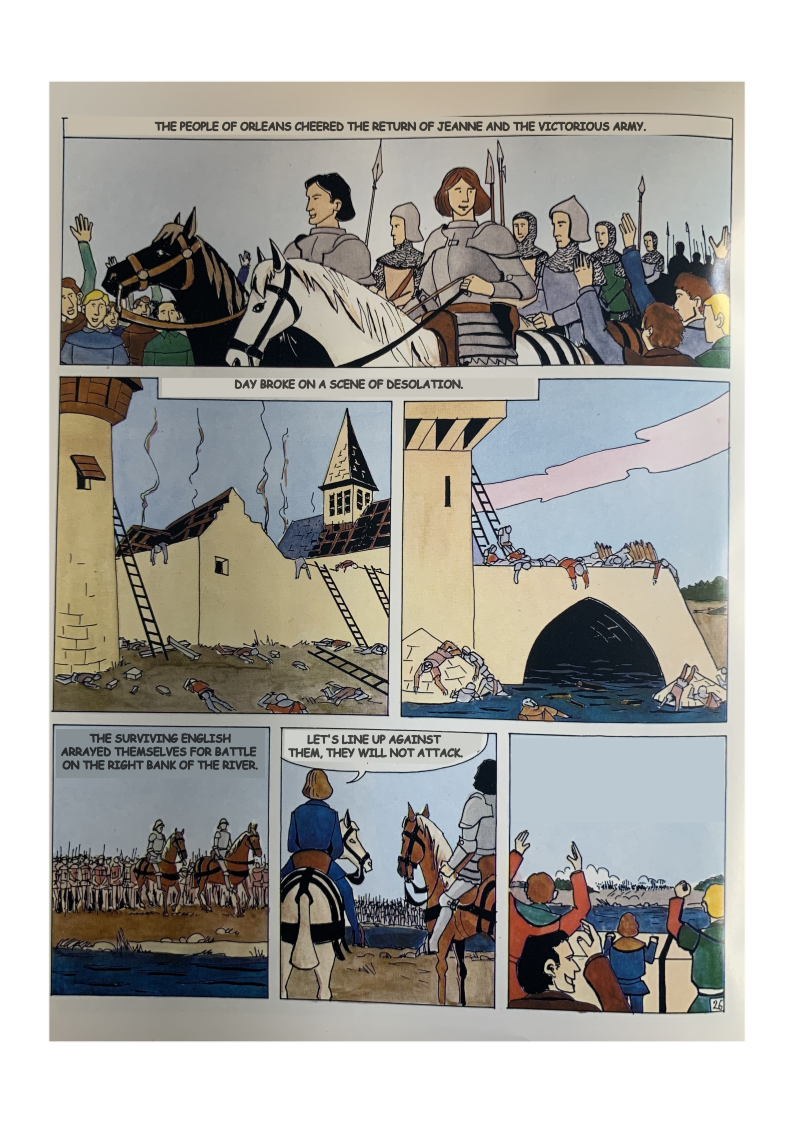 THE PEOPLE OF ORLEANS CHEERED THE RETURN OF JEANNE AND THE VICTORIOUS ARMY.
DAY BROKE ON A SCENE OF DESOLATION.
THE SURVIVING ENGLISH
ARRAYED THEMSELVES FOR BATTLE
ON THE RIGHT BANK OF THE RIVER.
LET'S LINE UP AGAINST
THEM, THEY WILL NOT ATTACK.
26